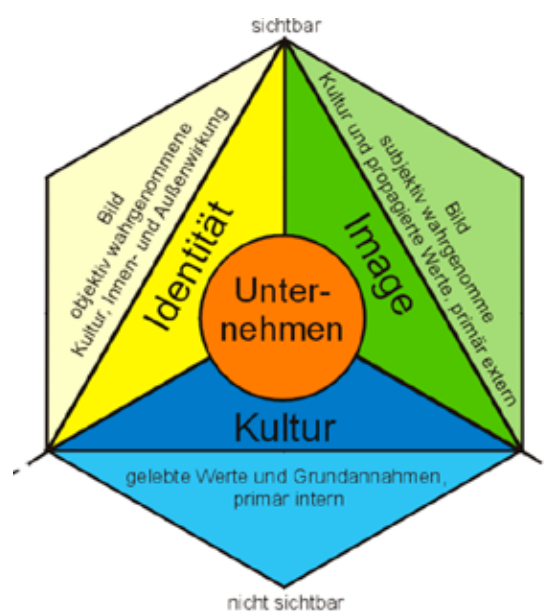 sichtbar
Bild
objektiv wahrgenommene
Kultur, Innen- und Außenwirkung
Identität
Bild
subjektiv wahrgenomme
Kultur und propagierte Werte, primär extern
Image
Unter-
nehmen
Kultur
gelebte Werte und Grundannahmen,
primär intern
nicht sichtbar